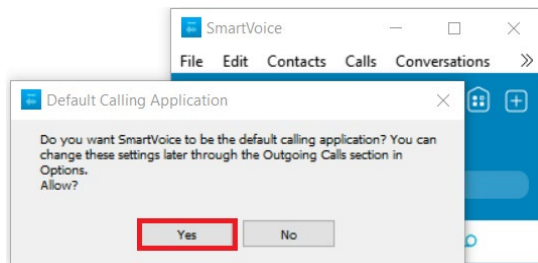 SmartVoice
File Edit Contacts Calls Conversations
Default Calling Application
Do you want SmartVoice to be the default calling application? You can
change these settings later through the Outgoing Calls section in
Options.
Allow?
Yes No